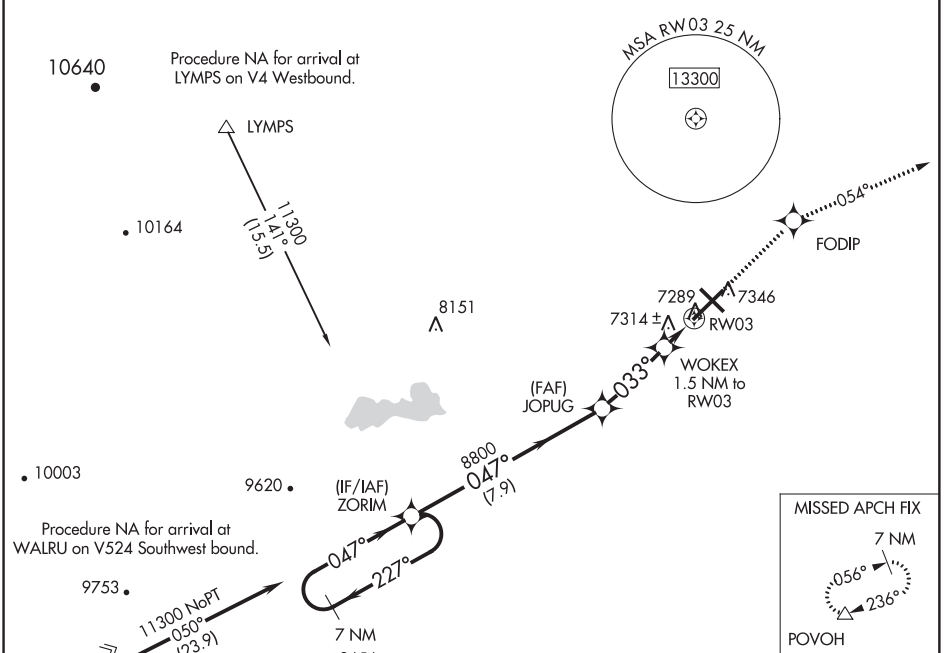 MSA RW03 25 NM
13300
10640
Procedure NA for arrival at
LYMPS on V4 Westbound.
LYMPS
11300
141°
(15.5)
10164
054°
FODIP
8151
7289
7346
7314 ±
RW03
WOKEX
1.5 NM to
RW03
033°
(FAF)
JOPUG
8800
047°
(7.9)
10003
9620
(IF/IAF)
ZORIM
Procedure NA for arrival at
WALRU on V524 Southwest bound.
047°
227°
9753
11300 NoPT
050°
(23.9)
7 NM
MISSED APCH FIX
7 NM
056°
236°
POVOH